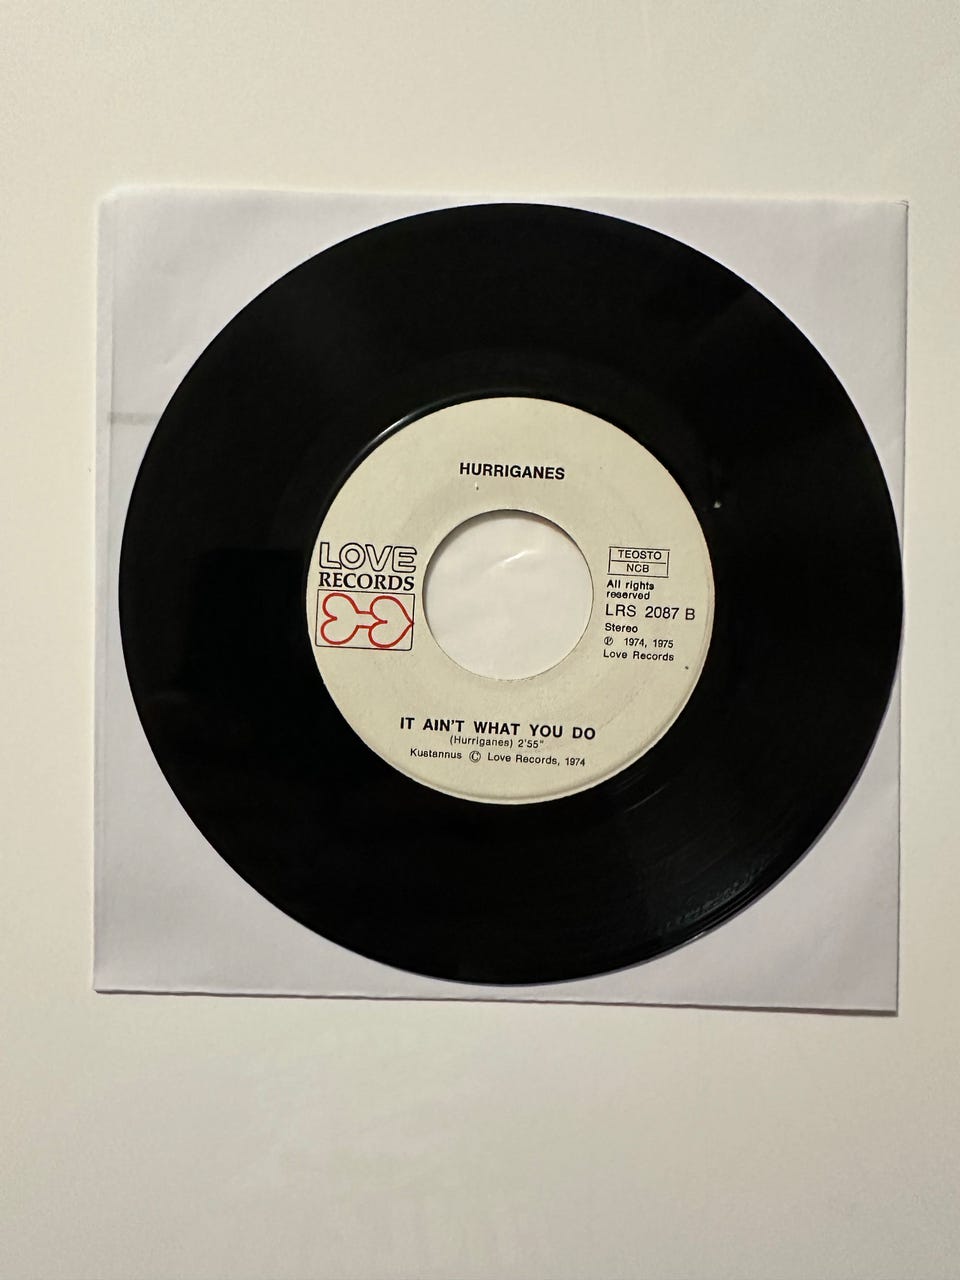 HURRIGANES
LOVE
RECORDS
TEOSTO
NCB
All rights
reserved
LRS 2087 B
Stereo
℗ 1974, 1975
Love Records
IT AIN'T WHAT YOU DO
(Hurriganes) 2'55"
Kustannus © Love Records, 1974